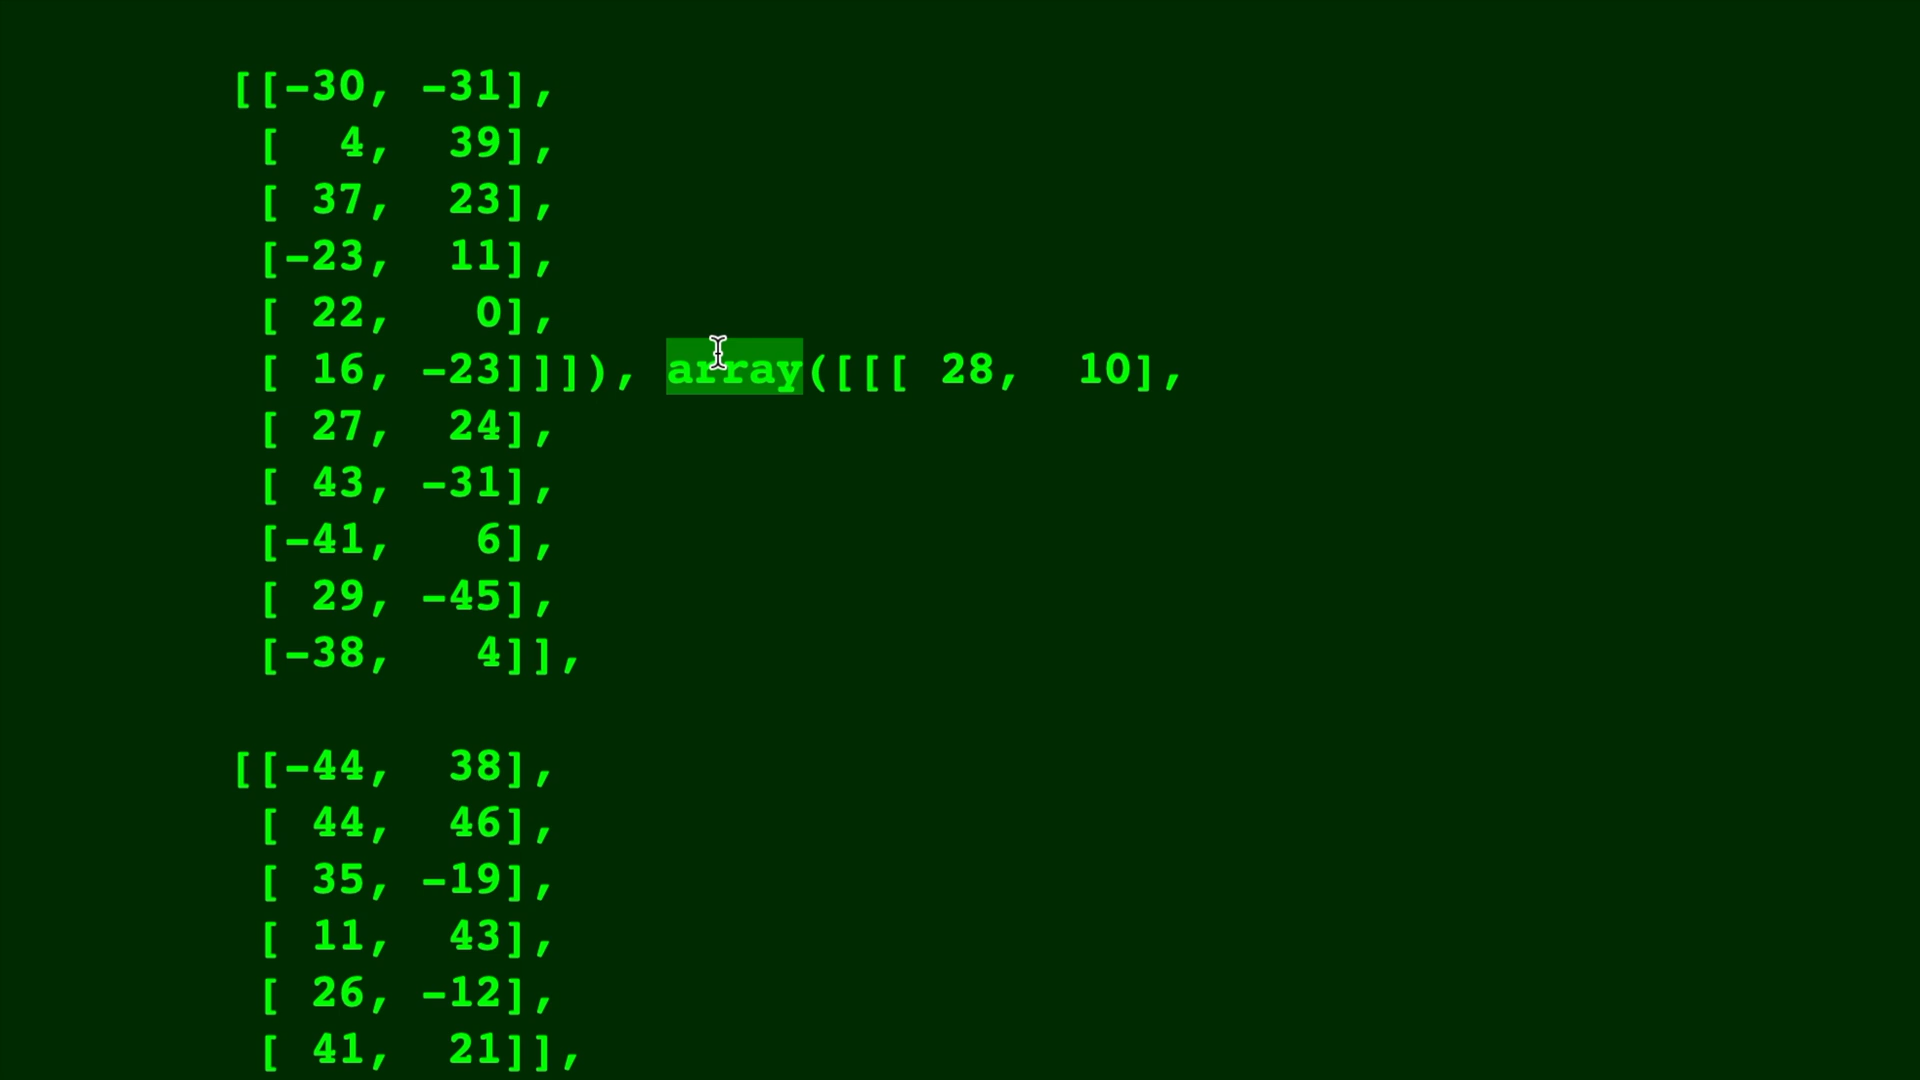 [[-30, -31],
[   4,   39],
[ 37,   23],
[-23,   11],
[ 22,    0],
[ 16, -23]]]), array([[[ 28,   10],
[ 27,   24],
[ 43, -31],
[-41,    6],
[ 29, -45],
[-38,    4]],
[[-44,   38],
[ 44,   46],
[ 35, -19],
[ 11,   43],
[ 26, -12],
[ 41,   21]],